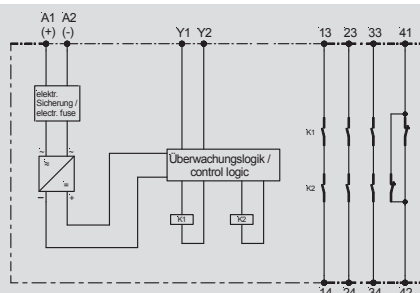 A1 A2 Y1 Y2 13 23 33 41
(+) (-)
elektr.
Sicherung /
electr. fuse
K1
~ ~
≈
=
Überwachungslogik /
control logic
K2
— +
K1 K2
14 24 34 42